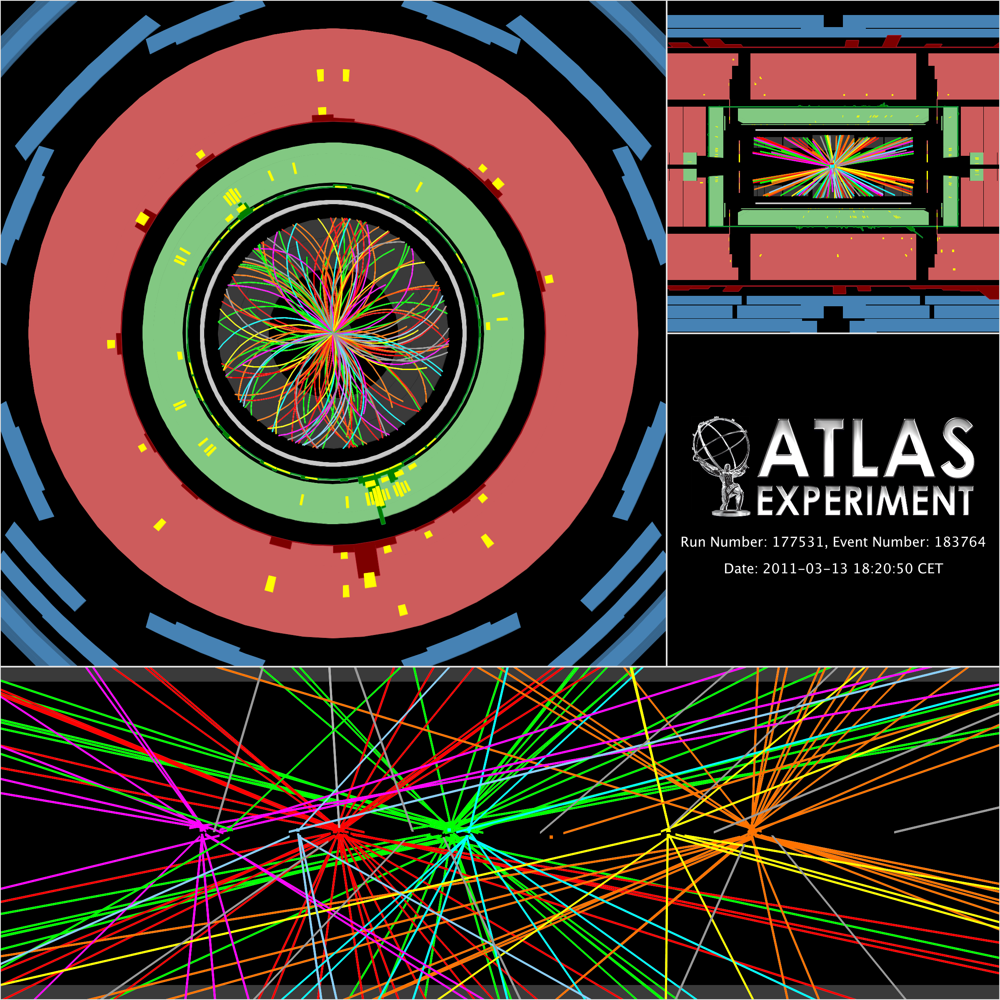 ATLAS
EXPERIMENT
Run Number: 177531, Event Number: 183764
Date: 2011-03-13 18:20:50 CET